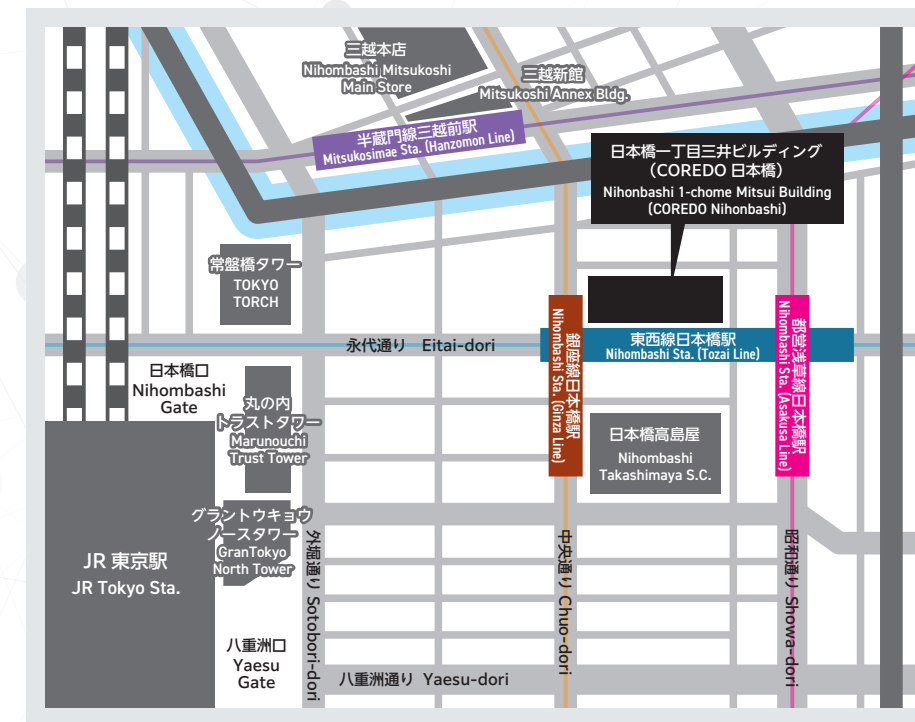 三越本店
Nihombashi Mitsukoshi
Main Store
三越新館
Mitsukoshi Annex Bldg.
半蔵門線三越前駅
Mitsukosimae Sta. (Hanzomon Line)
日本橋一丁目三井ビルディング
(COREDO 日本橋)
Nihonbashi 1-chome Mitsui Building
(COREDO Nihonbashi)
常盤橋タワー
TOKYO
TORCH
永代通り Eitai-dori
銀座線日本橋駅
Nihombashi Sta. (Ginza Line)
東西線日本橋駅
Nihombashi Sta. (Tozai Line)
都営浅草線日本橋駅
Nihombashi Sta. (Asakusa Line)
日本橋口
Nihombashi
Gate
丸の内
トラストタワー
Marunouchi
Trust Tower
日本橋高島屋
Nihombashi
Takashimaya S.C.
グラントウキョウ
ノースタワー
GranTokyo
North Tower
JR 東京駅
JR Tokyo Sta.
外堀通り Sotobori-dori
中央通り Chuo-dori
昭和通り Showa-dori
八重洲口
Yaesu
Gate
八重洲通り Yaesu-dori